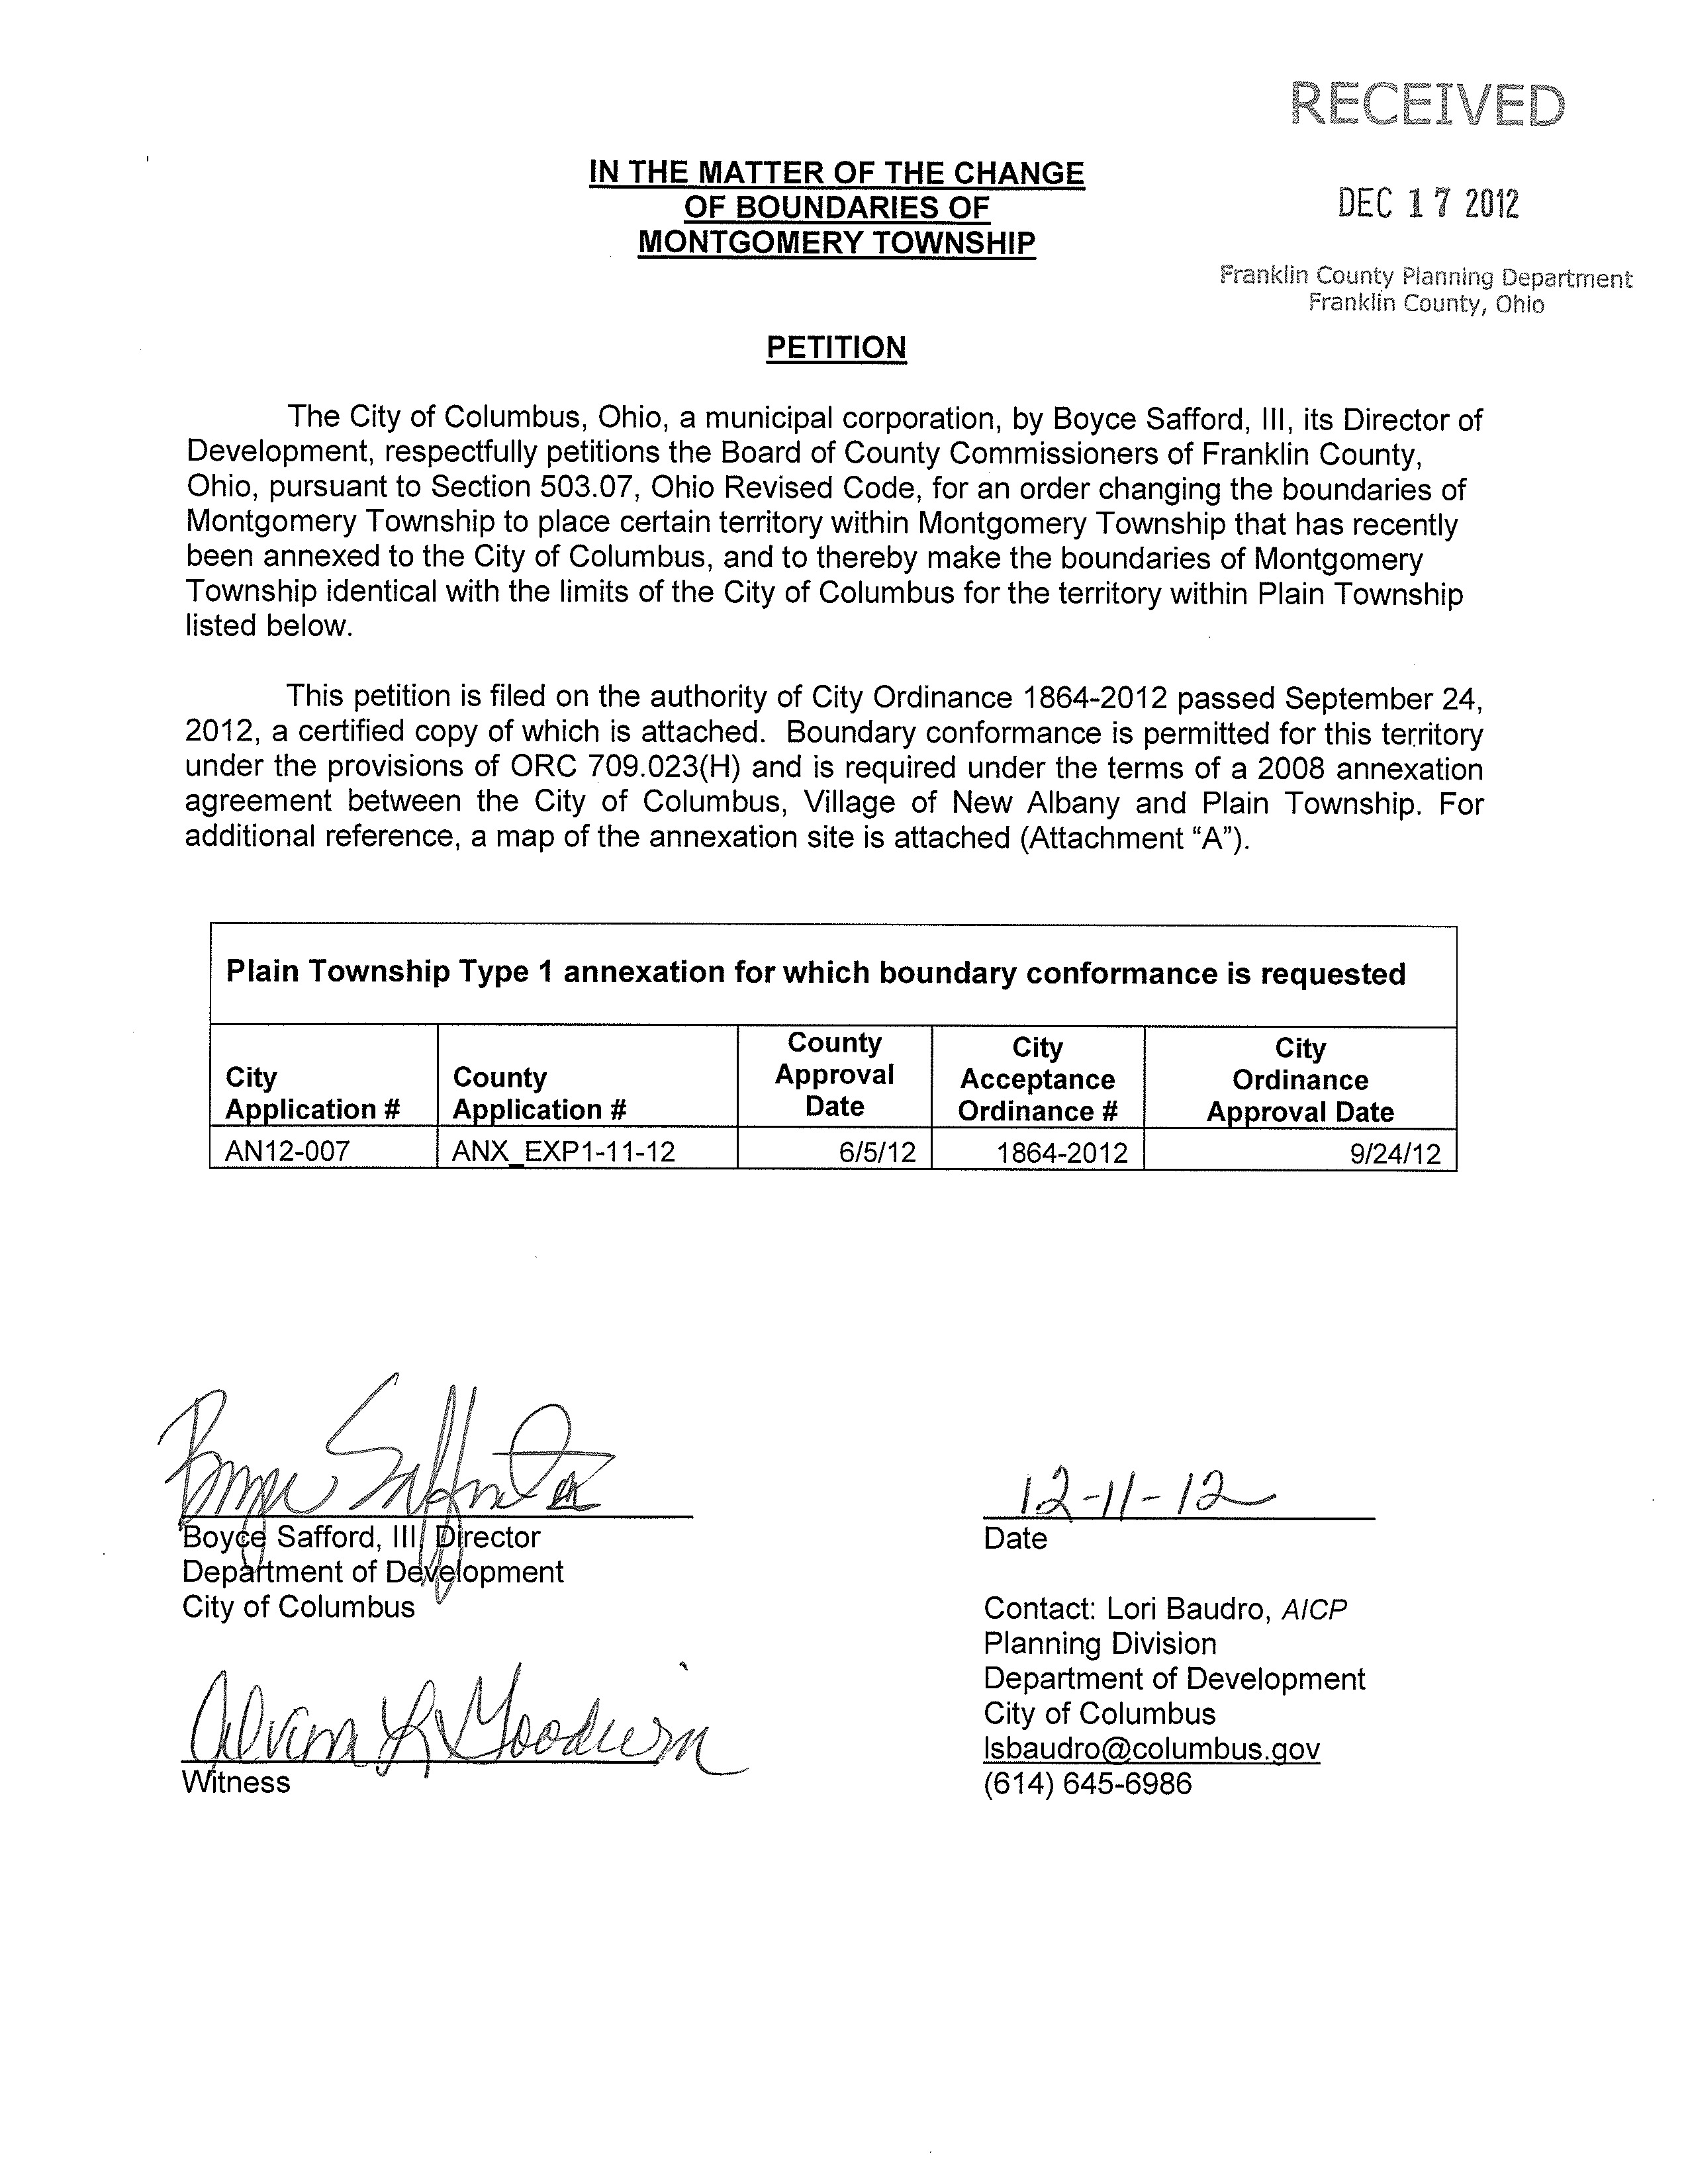 RECEIVED
DEC 17 2012
Franklin County Planning Department
Franklin County, Ohio
IN THE MATTER OF THE CHANGE
OF BOUNDARIES OF
MONTGOMERY TOWNSHIP
PETITION
The City of Columbus, Ohio, a municipal corporation, by Boyce Safford, III, its Director of
Development, respectfully petitions the Board of County Commissioners of Franklin County,
Ohio, pursuant to Section 503.07, Ohio Revised Code, for an order changing the boundaries of
Montgomery Township to place certain territory within Montgomery Township that has recently
been annexed to the City of Columbus, and to thereby make the boundaries of Montgomery
Township identical with the limits of the City of Columbus for the territory within Plain Township
listed below.
This petition is filed on the authority of City Ordinance 1864-2012 passed September 24,
2012, a certified copy of which is attached. Boundary conformance is permitted for this territory
under the provisions of ORC 709.023(H) and is required under the terms of a 2008 annexation
agreement between the City of Columbus, Village of New Albany and Plain Township. For
additional reference, a map of the annexation site is attached (Attachment “A”).
Plain Township Type 1 annexation for which boundary conformance is requested
City Application # County Application # County Approval Date City Acceptance Ordinance # City Ordinance Approval Date
AN12-007 ANX_EXP1-11-12 6/5/12 1864-2012 9/24/12
Boyce Safford III
Boyce Safford, III, Director
Department of Development
City of Columbus
12-11-12
Date
Contact: Lori Baudro, AICP
Planning Division
Department of Development
City of Columbus
lsbaudro@columbus.gov
(614) 645-6986
Goodwin
Witness